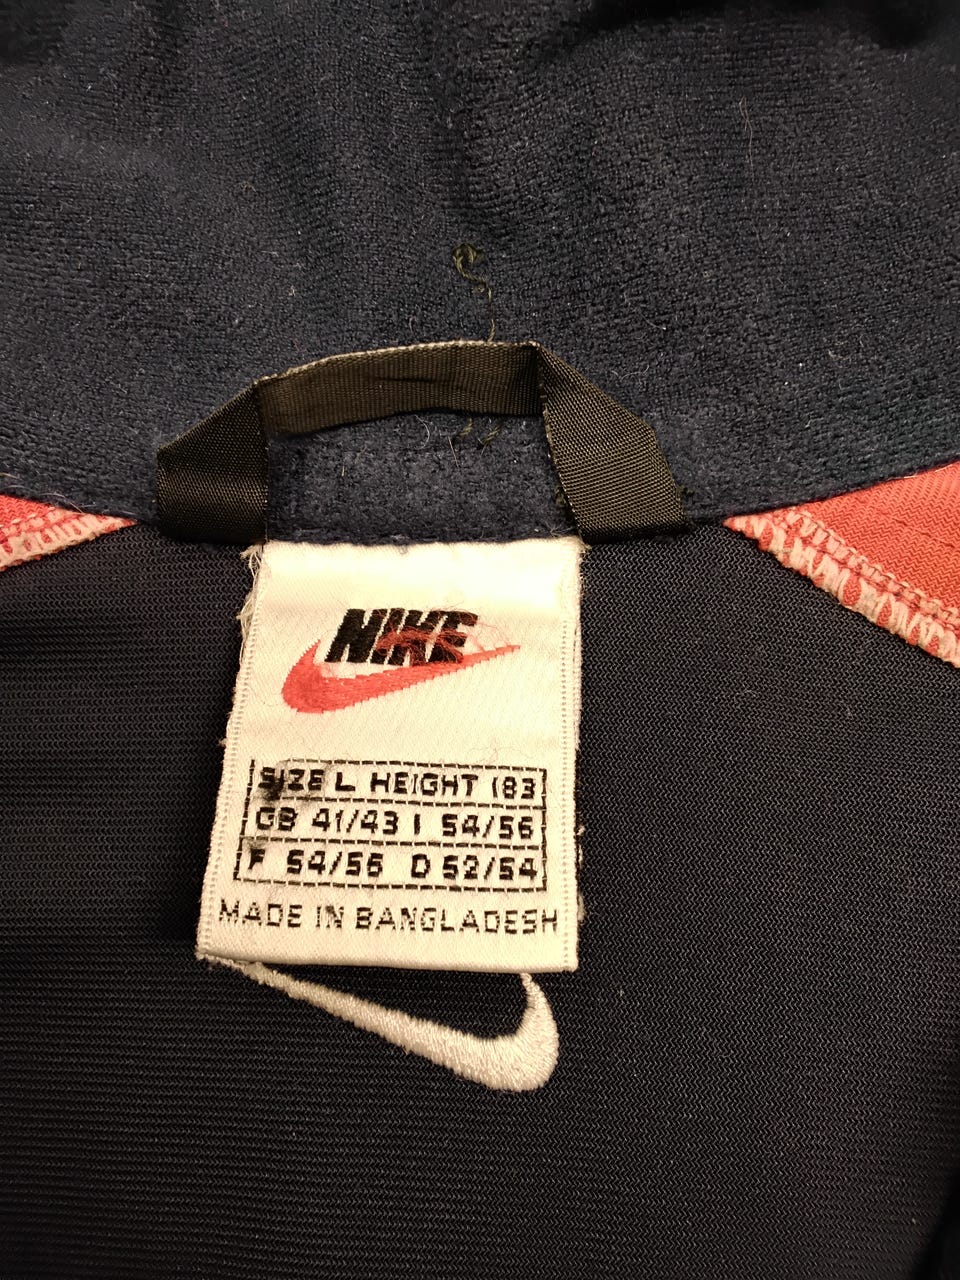 NIKE
SIZE L HEIGHT 183
GB 41/43 I 54/56
F 54/56 D 52/54
MADE IN BANGLADESH